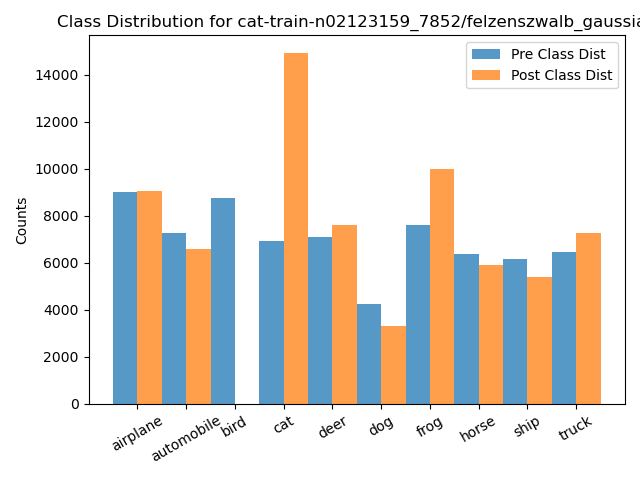 Class Distribution for cat-train-n02123159_7852/felzenszwalb_gaussia
Pre Class Dist
Post Class Dist
Counts
14000
12000
10000
8000
6000
4000
2000
0
airplane
automobile
bird
cat
deer
dog
frog
horse
ship
truck